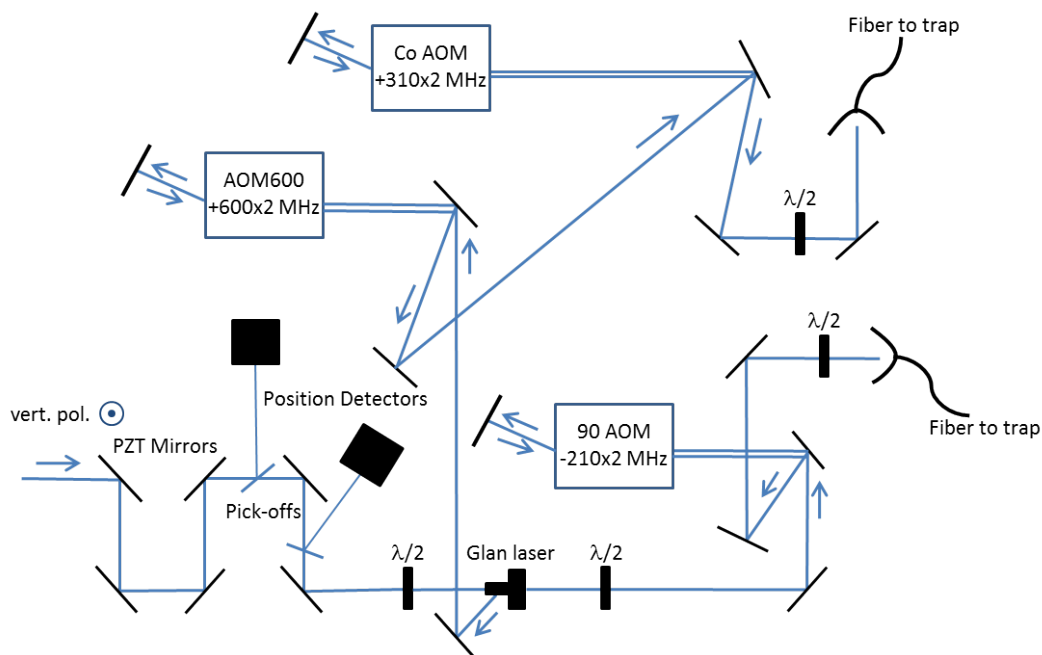 Fiber to trap
Co AOM
+310x2 MHz
AOM600
+600x2 MHz
λ/2
λ/2
Position Detectors
vert. pol.
PZT Mirrors
90 AOM
-210x2 MHz
Fiber to trap
Pick-offs
λ/2
Glan laser
λ/2